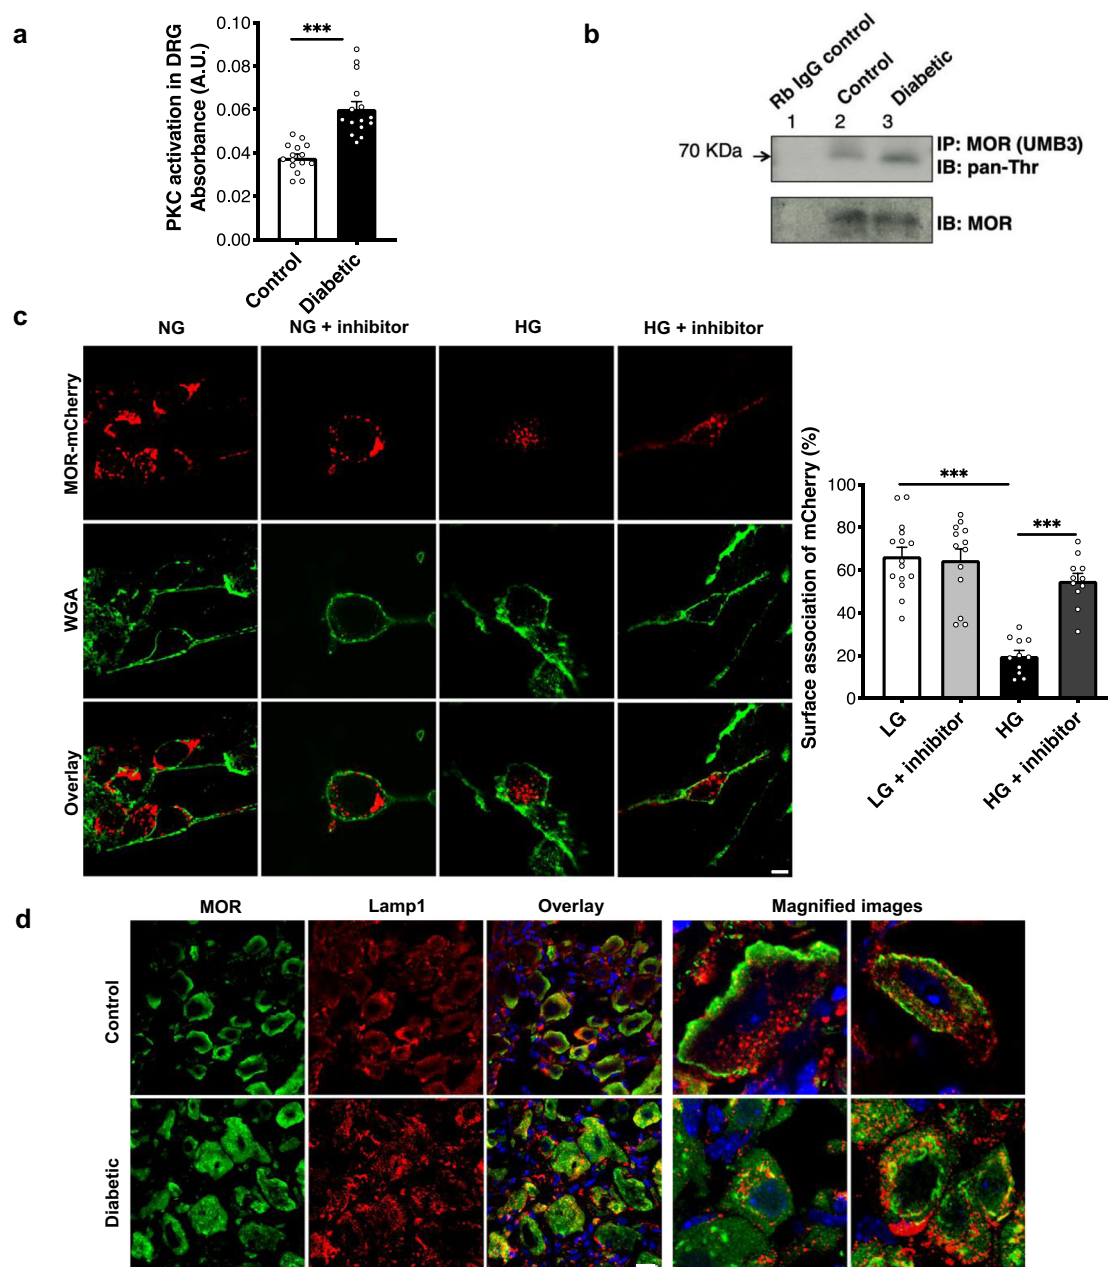 a
PKC activation in DRG
Absorbance (A.U.)
0.10
0.08
0.06
0.04
0.02
0.00
***
Control
Diabetic
b
Rb IgG control
Control
Diabetic
1 2 3
70 KDa
IP: MOR (UMB3)
IB: pan-Thr
IB: MOR
c
NG NG + inhibitor HG HG + inhibitor
MOR-mCherry
WGA
Overlay
Surface association of mCherry (%)
100
80
60
40
20
0
***
***
LG
LG + inhibitor
HG
HG + inhibitor
d
MOR Lamp1 Overlay Magnified images
Control
Diabetic